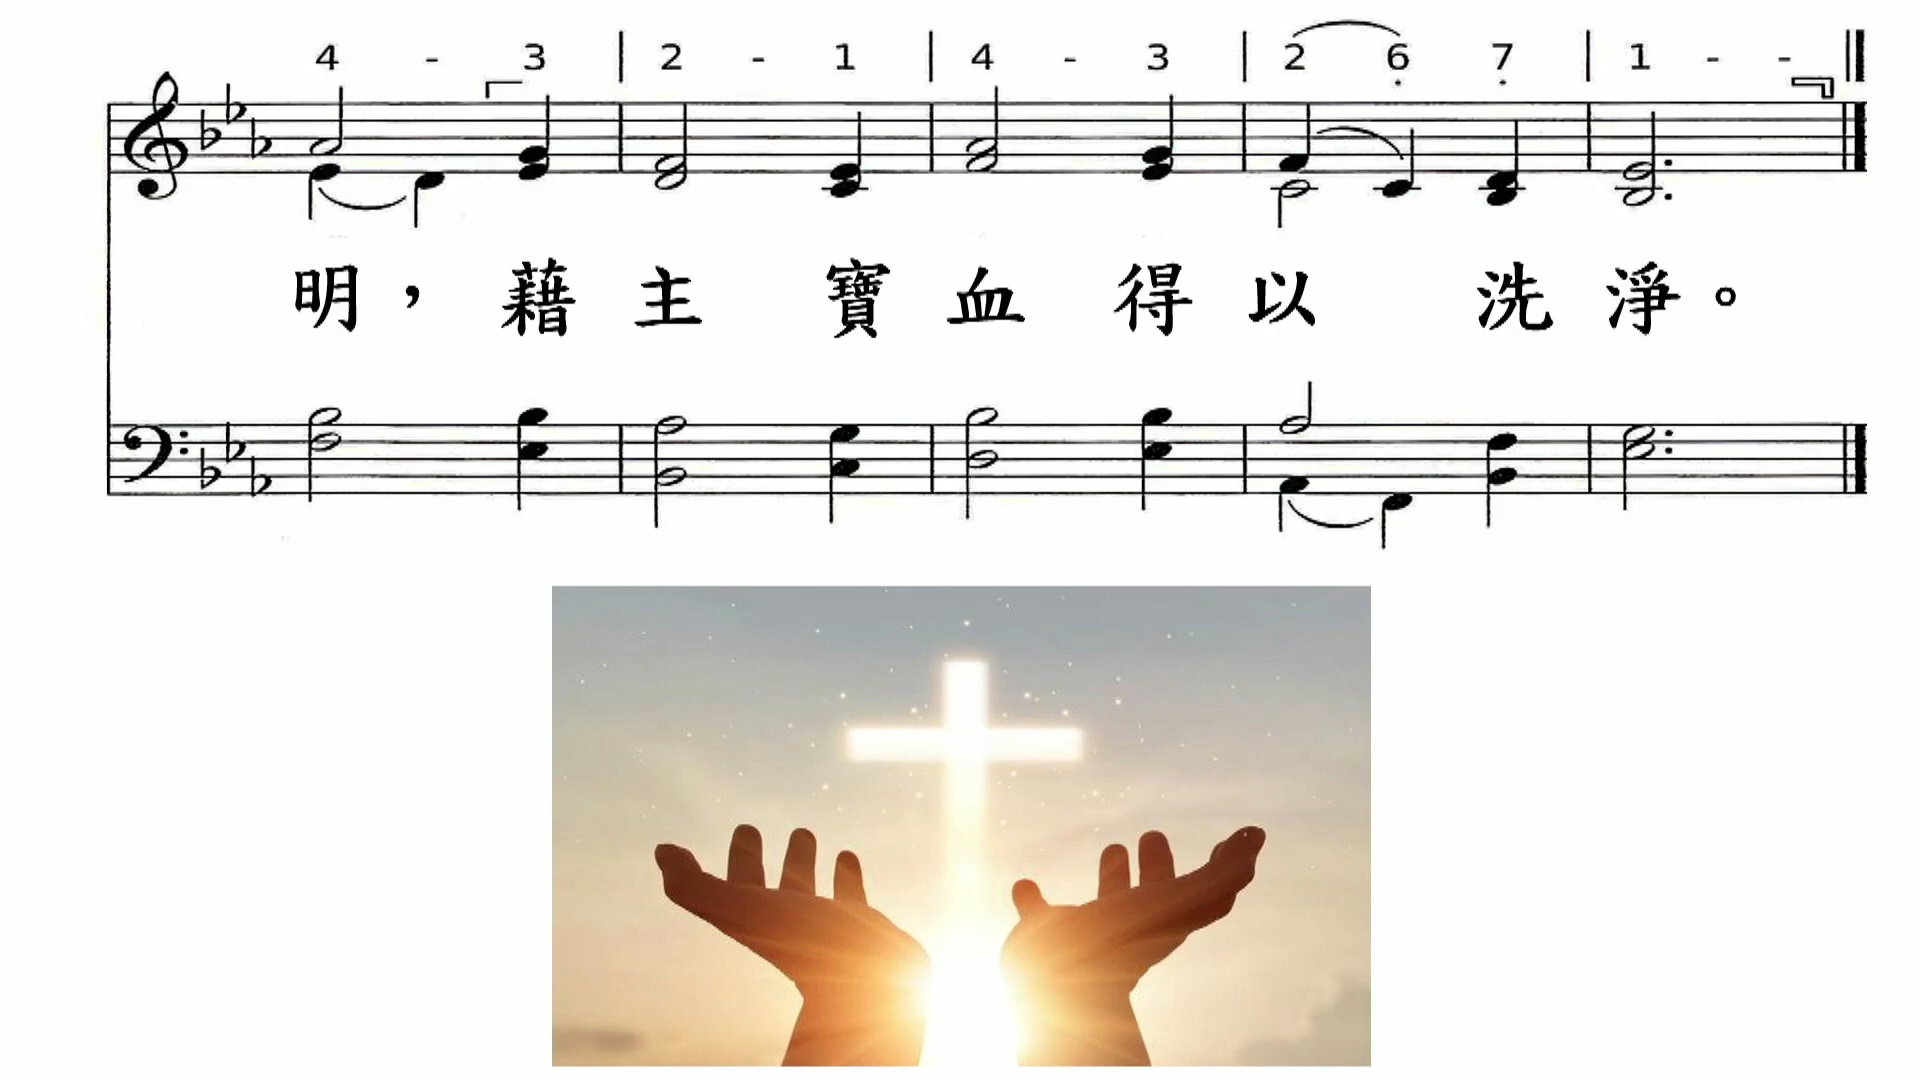 4 - 3 | 2 - 1 | 4 - 3 | 2 6̣ 7̣ | 1 - - ‖
明，藉主寶血得以洗淨。